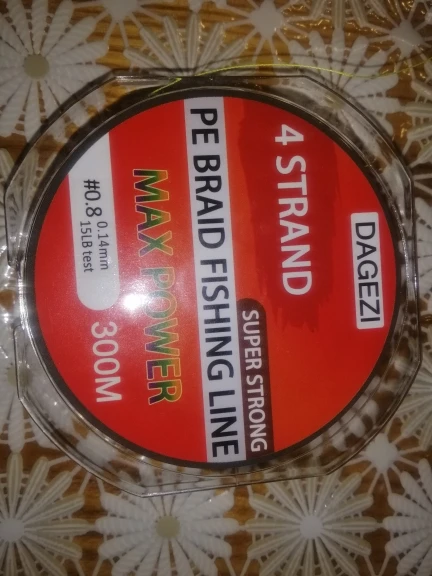 DAGEZI
4 STRAND
SUPER STRONG
PE BRAID FISHING LINE
MAX POWER
#0.8 0.14mm
15LB test
300M